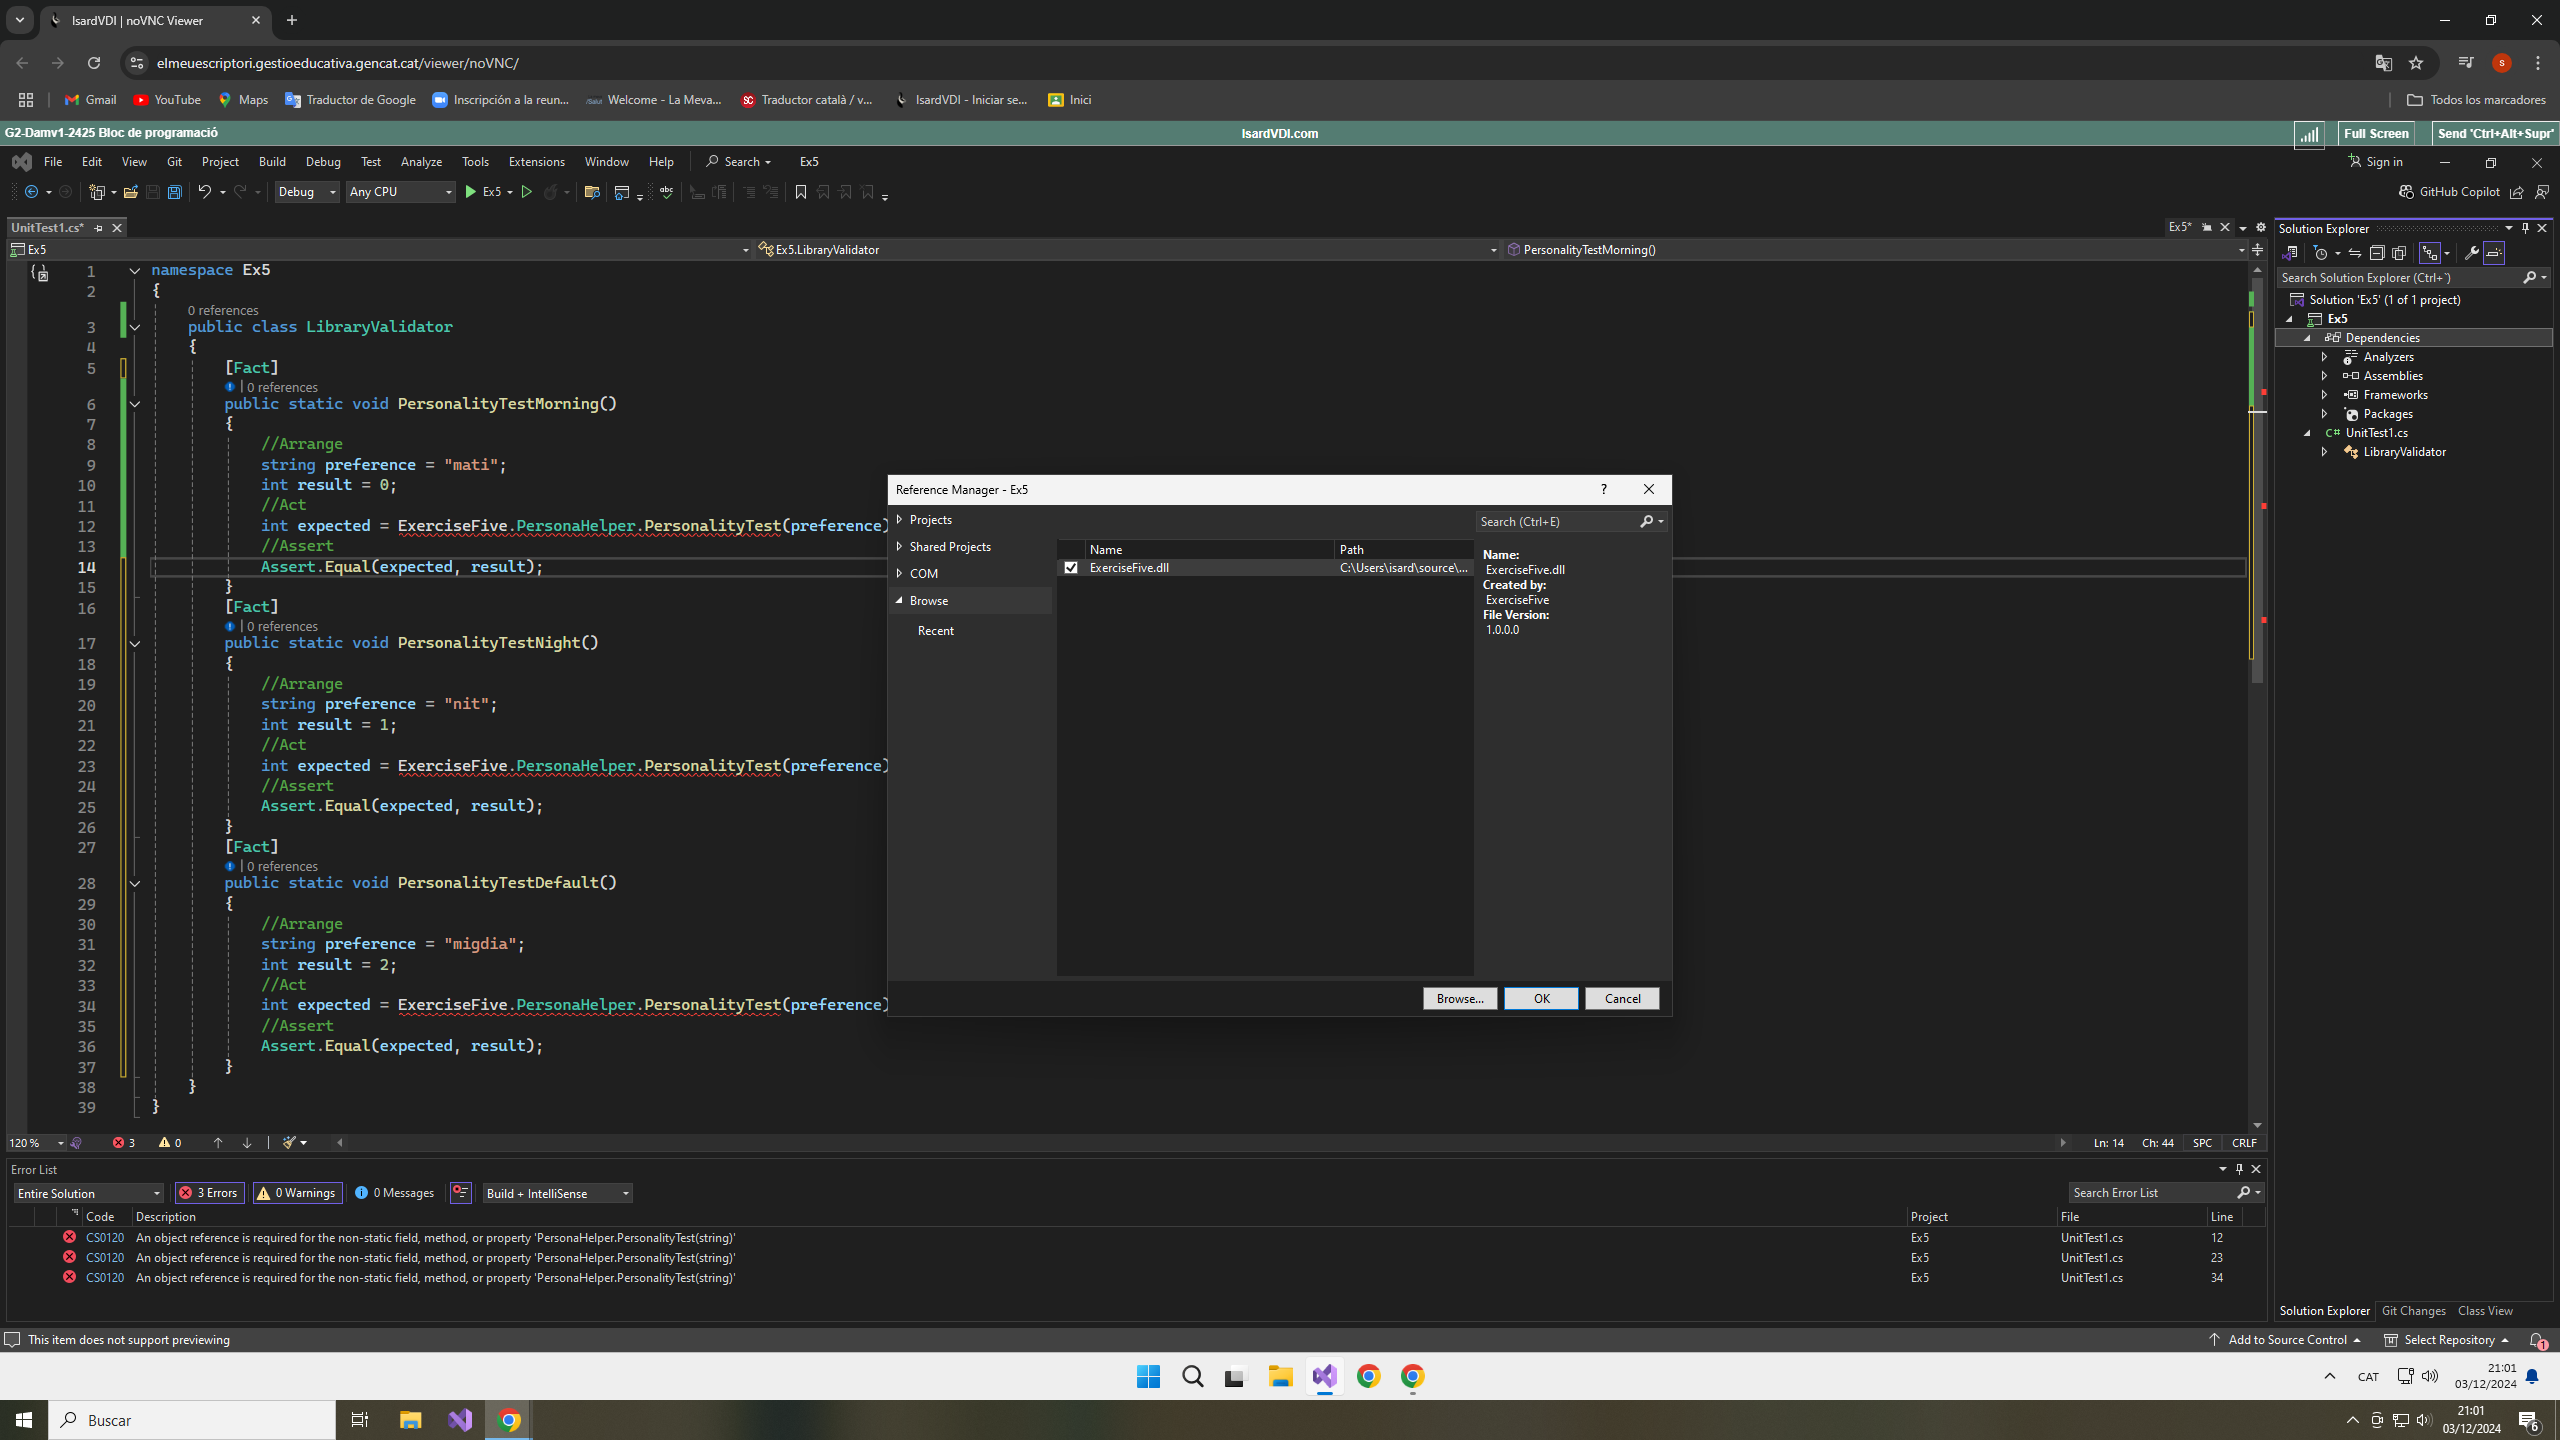 IsardVDI | noVNC Viewer
elmeuescriptori.gestioeducativa.gencat.cat/viewer/noVNC/
Gmail YouTube Maps Traductor de Google Inscripción a la reun... Welcome - La Meva... Traductor català / v... IsardVDI - Iniciar se... Inici Todos los marcadores
G2-Damv1-2425 Bloc de programació IsardVDI.com Full Screen Send 'Ctrl+Alt+Supr'
File Edit View Git Project Build Debug Test Analyze Tools Extensions Window Help Search Ex5 Sign in
Debug Any CPU Ex5 GitHub Copilot
UnitTest1.cs* Ex5*
Ex5 Ex5.LibraryValidator PersonalityTestMorning()
1 namespace Ex5
2 {
0 references
3 public class LibraryValidator
4 {
5 [Fact]
| 0 references
6 public static void PersonalityTestMorning()
7 {
8 //Arrange
9 string preference = "mati";
10 int result = 0;
11 //Act
12 int expected = ExerciseFive.PersonaHelper.PersonalityTest(preference)
13 //Assert
14 Assert.Equal(expected, result);
15 }
16 [Fact]
| 0 references
17 public static void PersonalityTestNight()
18 {
19 //Arrange
20 string preference = "nit";
21 int result = 1;
22 //Act
23 int expected = ExerciseFive.PersonaHelper.PersonalityTest(preference)
24 //Assert
25 Assert.Equal(expected, result);
26 }
27 [Fact]
| 0 references
28 public static void PersonalityTestDefault()
29 {
30 //Arrange
31 string preference = "migdia";
32 int result = 2;
33 //Act
34 int expected = ExerciseFive.PersonaHelper.PersonalityTest(preference)
35 //Assert
36 Assert.Equal(expected, result);
37 }
38 }
39 }
Reference Manager - Ex5 ?
Projects
Shared Projects
COM
Browse
Recent
Search (Ctrl+E)
Name Path
ExerciseFive.dll C:\Users\isard\source\...
Name:
ExerciseFive.dll
Created by:
ExerciseFive
File Version:
1.0.0.0
Browse... OK Cancel
Solution Explorer
Search Solution Explorer (Ctrl+`)
Solution 'Ex5' (1 of 1 project)
Ex5
Dependencies
Analyzers
Assemblies
Frameworks
Packages
C# UnitTest1.cs
LibraryValidator
120 % 3 0 Ln: 14 Ch: 44 SPC CRLF
Error List
Entire Solution 3 Errors 0 Warnings 0 Messages Build + IntelliSense Search Error List
Code Description Project File Line
CS0120 An object reference is required for the non-static field, method, or property 'PersonaHelper.PersonalityTest(string)' Ex5 UnitTest1.cs 12
CS0120 An object reference is required for the non-static field, method, or property 'PersonaHelper.PersonalityTest(string)' Ex5 UnitTest1.cs 23
CS0120 An object reference is required for the non-static field, method, or property 'PersonaHelper.PersonalityTest(string)' Ex5 UnitTest1.cs 34
Solution Explorer Git Changes Class View
This item does not support previewing Add to Source Control Select Repository 1
CAT 21:01
03/12/2024
Buscar 21:01
03/12/2024 6